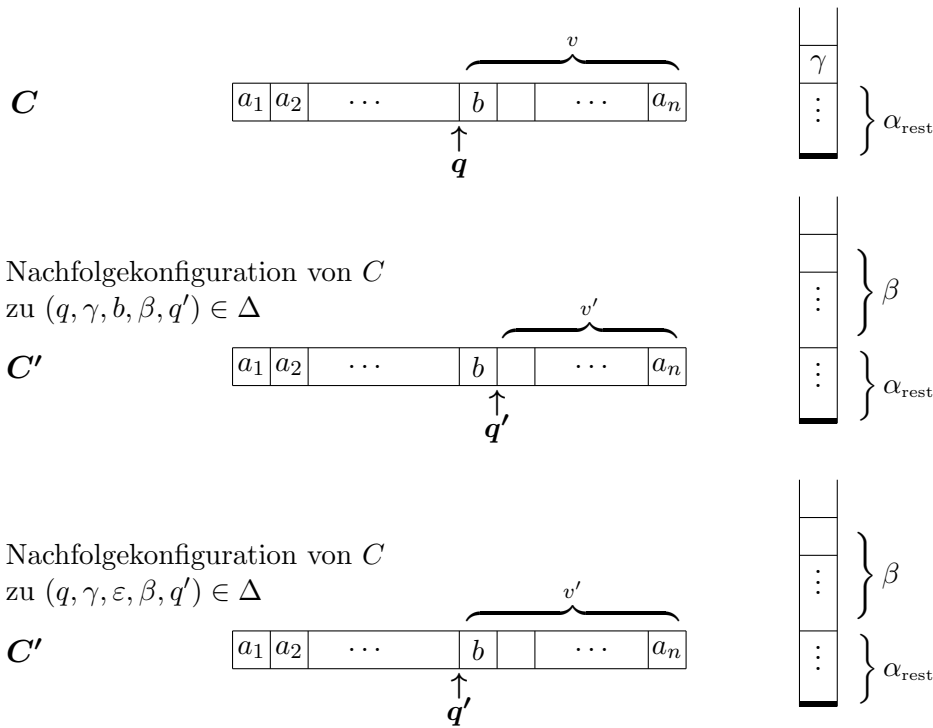 v
γ
C a₁ a₂ ⋯ b ⋯ aₙ ⋮ α_rest
q
Nachfolgekonfiguration von C
zu (q, γ, b, β, q′) ∈ Δ
v′
⋮ β
C′ a₁ a₂ ⋯ b ⋯ aₙ ⋮ α_rest
q′
Nachfolgekonfiguration von C
zu (q, γ, ε, β, q′) ∈ Δ
v′
⋮ β
C′ a₁ a₂ ⋯ b ⋯ aₙ ⋮ α_rest
q′